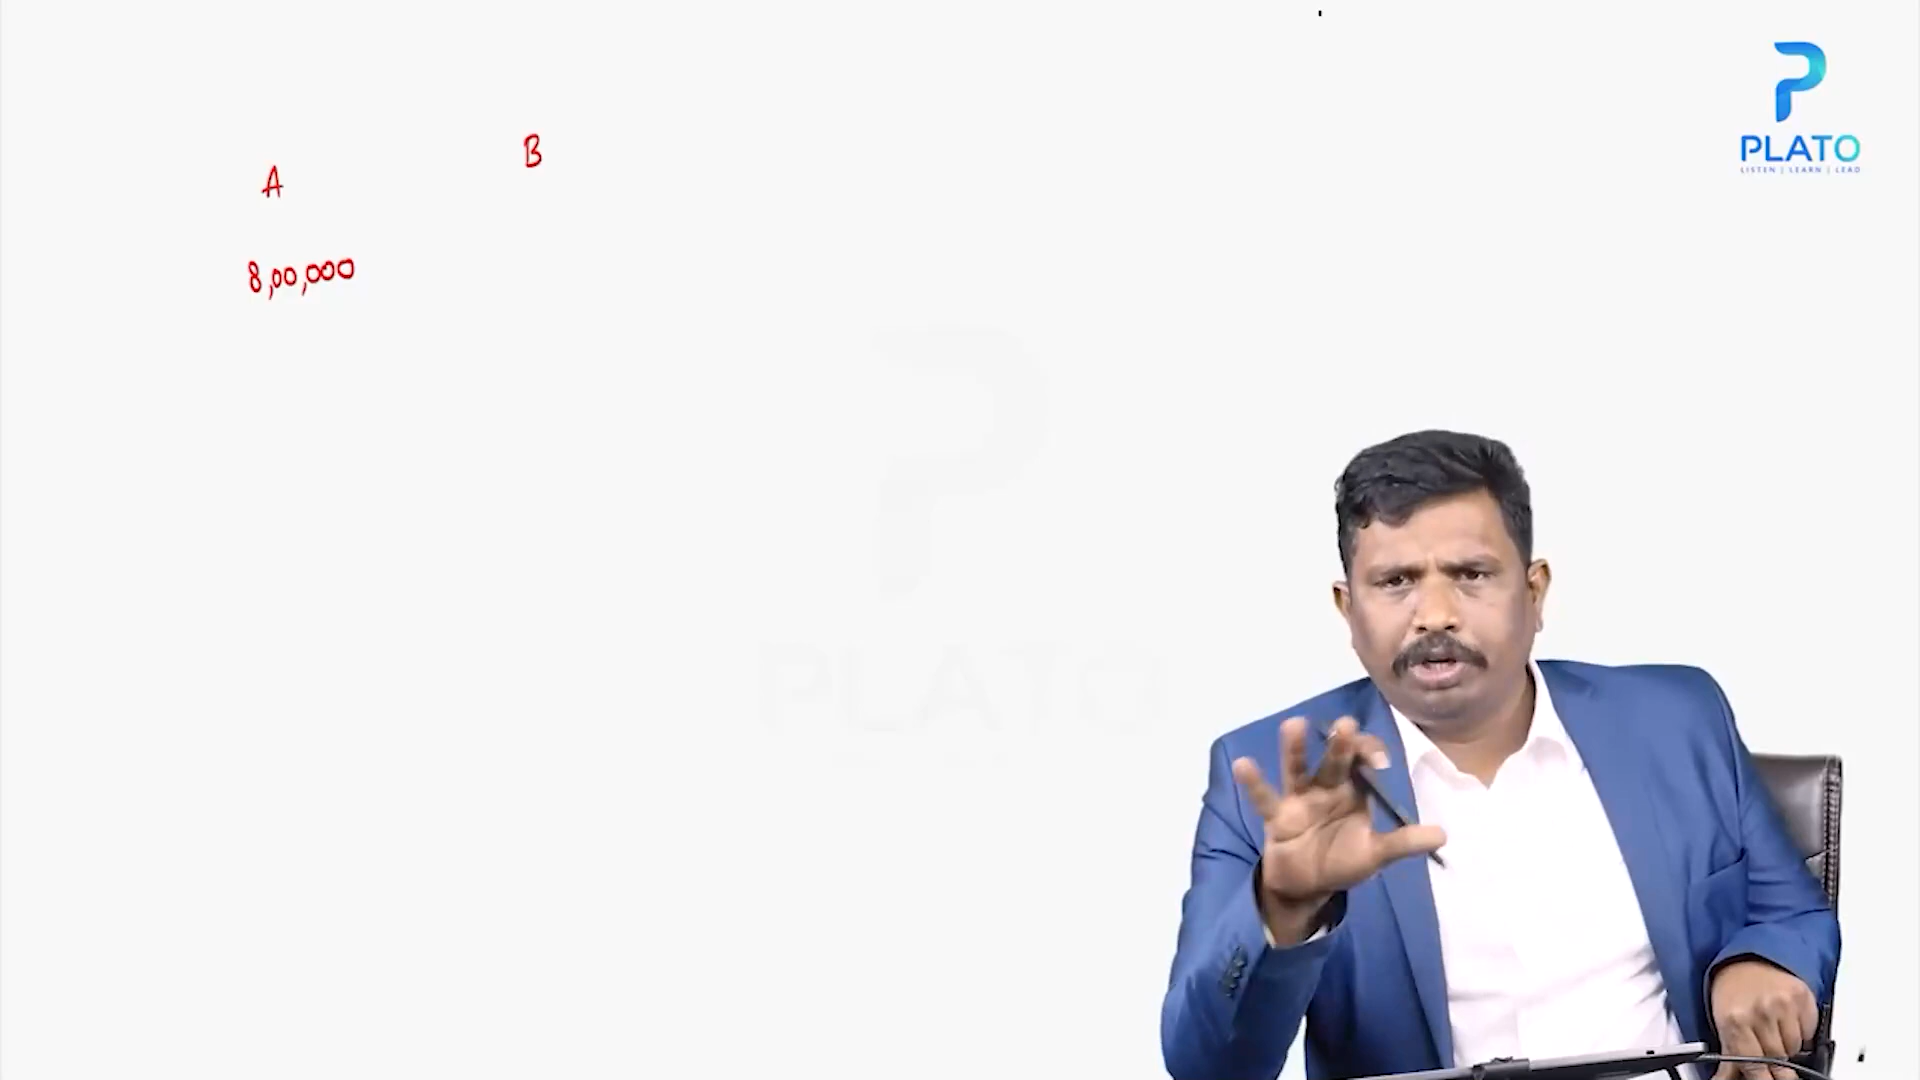 A B
8,00,000
PLATO
LISTEN | LEARN | LEAD
PLATO